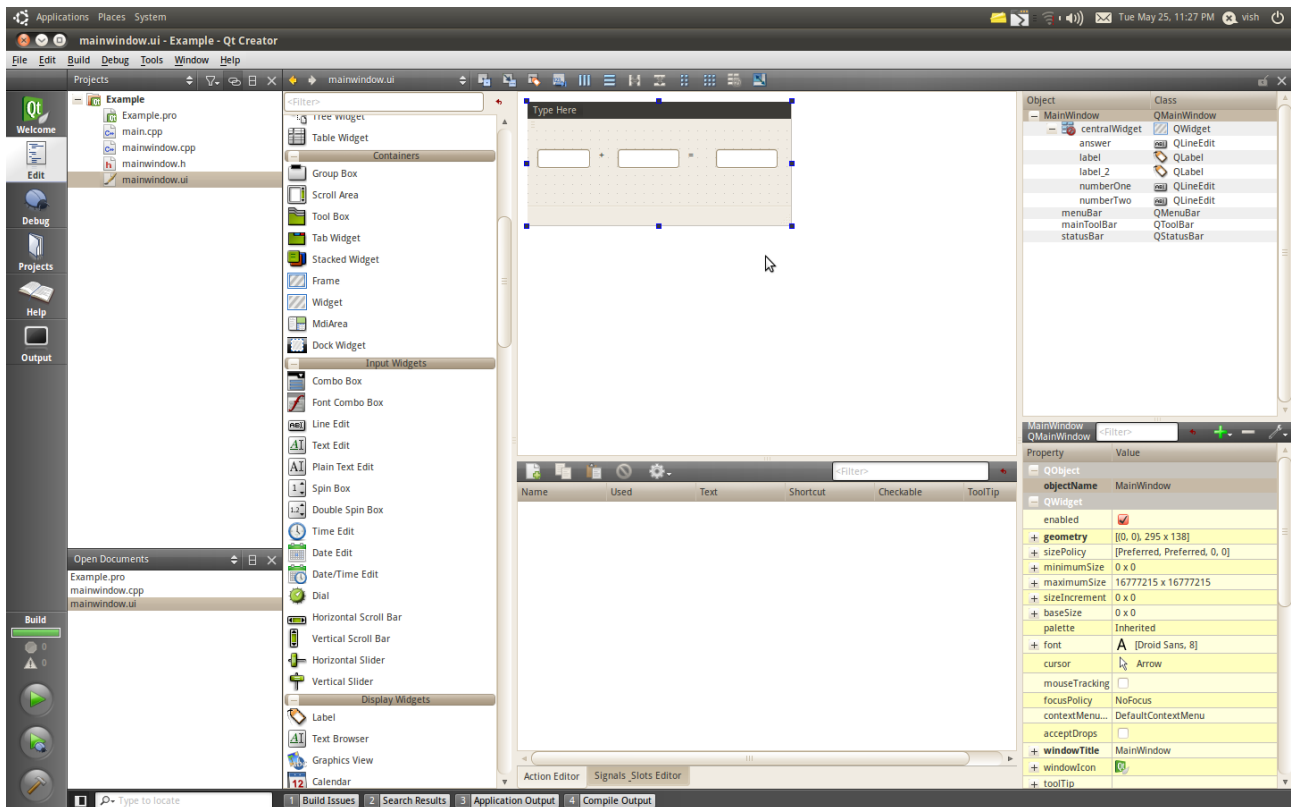 Applications Places System
Tue May 25, 11:27 PM vish
mainwindow.ui - Example - Qt Creator
File Edit Build Debug Tools Window Help
Projects
mainwindow.ui
Qt
Welcome
Edit
Debug
Projects
Help
Output
Build
0
0
Example
Example.pro
main.cpp
mainwindow.cpp
mainwindow.h
mainwindow.ui
Open Documents
Example.pro
mainwindow.cpp
mainwindow.ui
<Filter>
Tree Widget
Table Widget
Containers
Group Box
Scroll Area
Tool Box
Tab Widget
Stacked Widget
Frame
Widget
MdiArea
Dock Widget
Input Widgets
Combo Box
Font Combo Box
Line Edit
Text Edit
Plain Text Edit
Spin Box
Double Spin Box
Time Edit
Date Edit
Date/Time Edit
Dial
Horizontal Scroll Bar
Vertical Scroll Bar
Horizontal Slider
Vertical Slider
Display Widgets
Label
Text Browser
Graphics View
12 Calendar
Type Here
+ =
<Filter>
Name Used Text Shortcut Checkable ToolTip
Action Editor Signals_Slots Editor
Object Class
MainWindow QMainWindow
centralWidget QWidget
answer QLineEdit
label QLabel
label_2 QLabel
numberOne QLineEdit
numberTwo QLineEdit
menuBar QMenuBar
mainToolBar QToolBar
statusBar QStatusBar
MainWindow
QMainWindow
<Filter>
Property Value
QObject
objectName MainWindow
QWidget
enabled
geometry [(0, 0), 295 x 138]
sizePolicy [Preferred, Preferred, 0, 0]
minimumSize 0 x 0
maximumSize 16777215 x 16777215
sizeIncrement 0 x 0
baseSize 0 x 0
palette Inherited
font A [Droid Sans, 8]
cursor Arrow
mouseTracking
focusPolicy NoFocus
contextMenu... DefaultContextMenu
acceptDrops
windowTitle MainWindow
windowIcon
toolTip
Type to locate
1 Build Issues 2 Search Results 3 Application Output 4 Compile Output